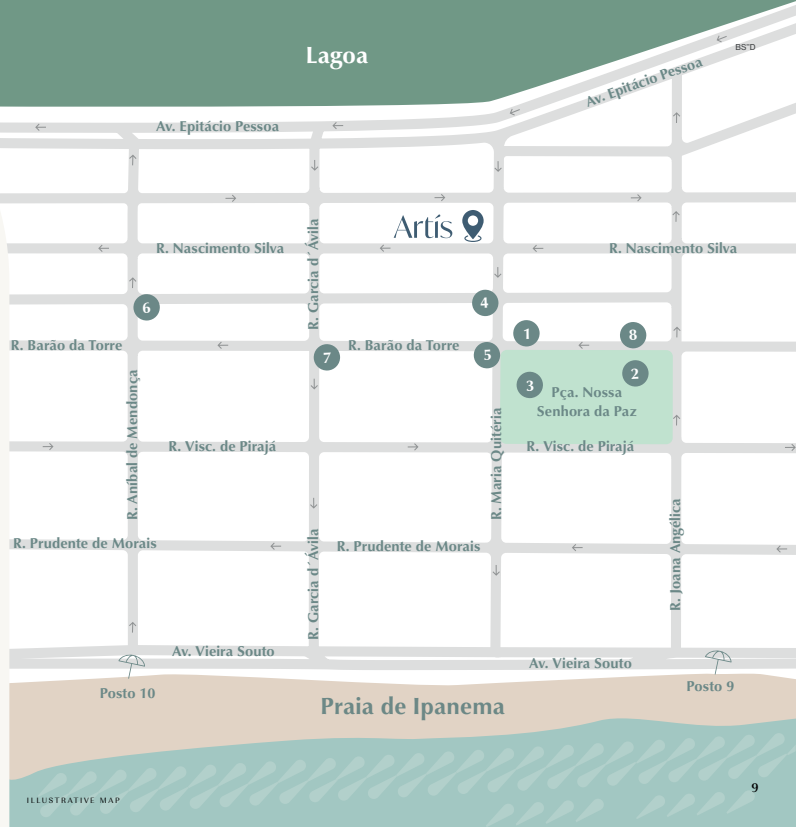 Lagoa
BS"D
Av. Epitácio Pessoa
Av. Epitácio Pessoa
Artís
R. Nascimento Silva
R. Nascimento Silva
R. Garcia d´Ávila
6
4
1
8
R. Barão da Torre
R. Barão da Torre
7
5
2
3
Pça. Nossa
Senhora da Paz
R. Aníbal de Mendonça
R. Maria Quitéria
R. Visc. de Pirajá
R. Visc. de Pirajá
R. Joana Angélica
R. Prudente de Morais
R. Prudente de Morais
R. Garcia d´Ávila
Av. Vieira Souto
Av. Vieira Souto
Posto 10
Posto 9
Praia de Ipanema
9
ILLUSTRATIVE MAP